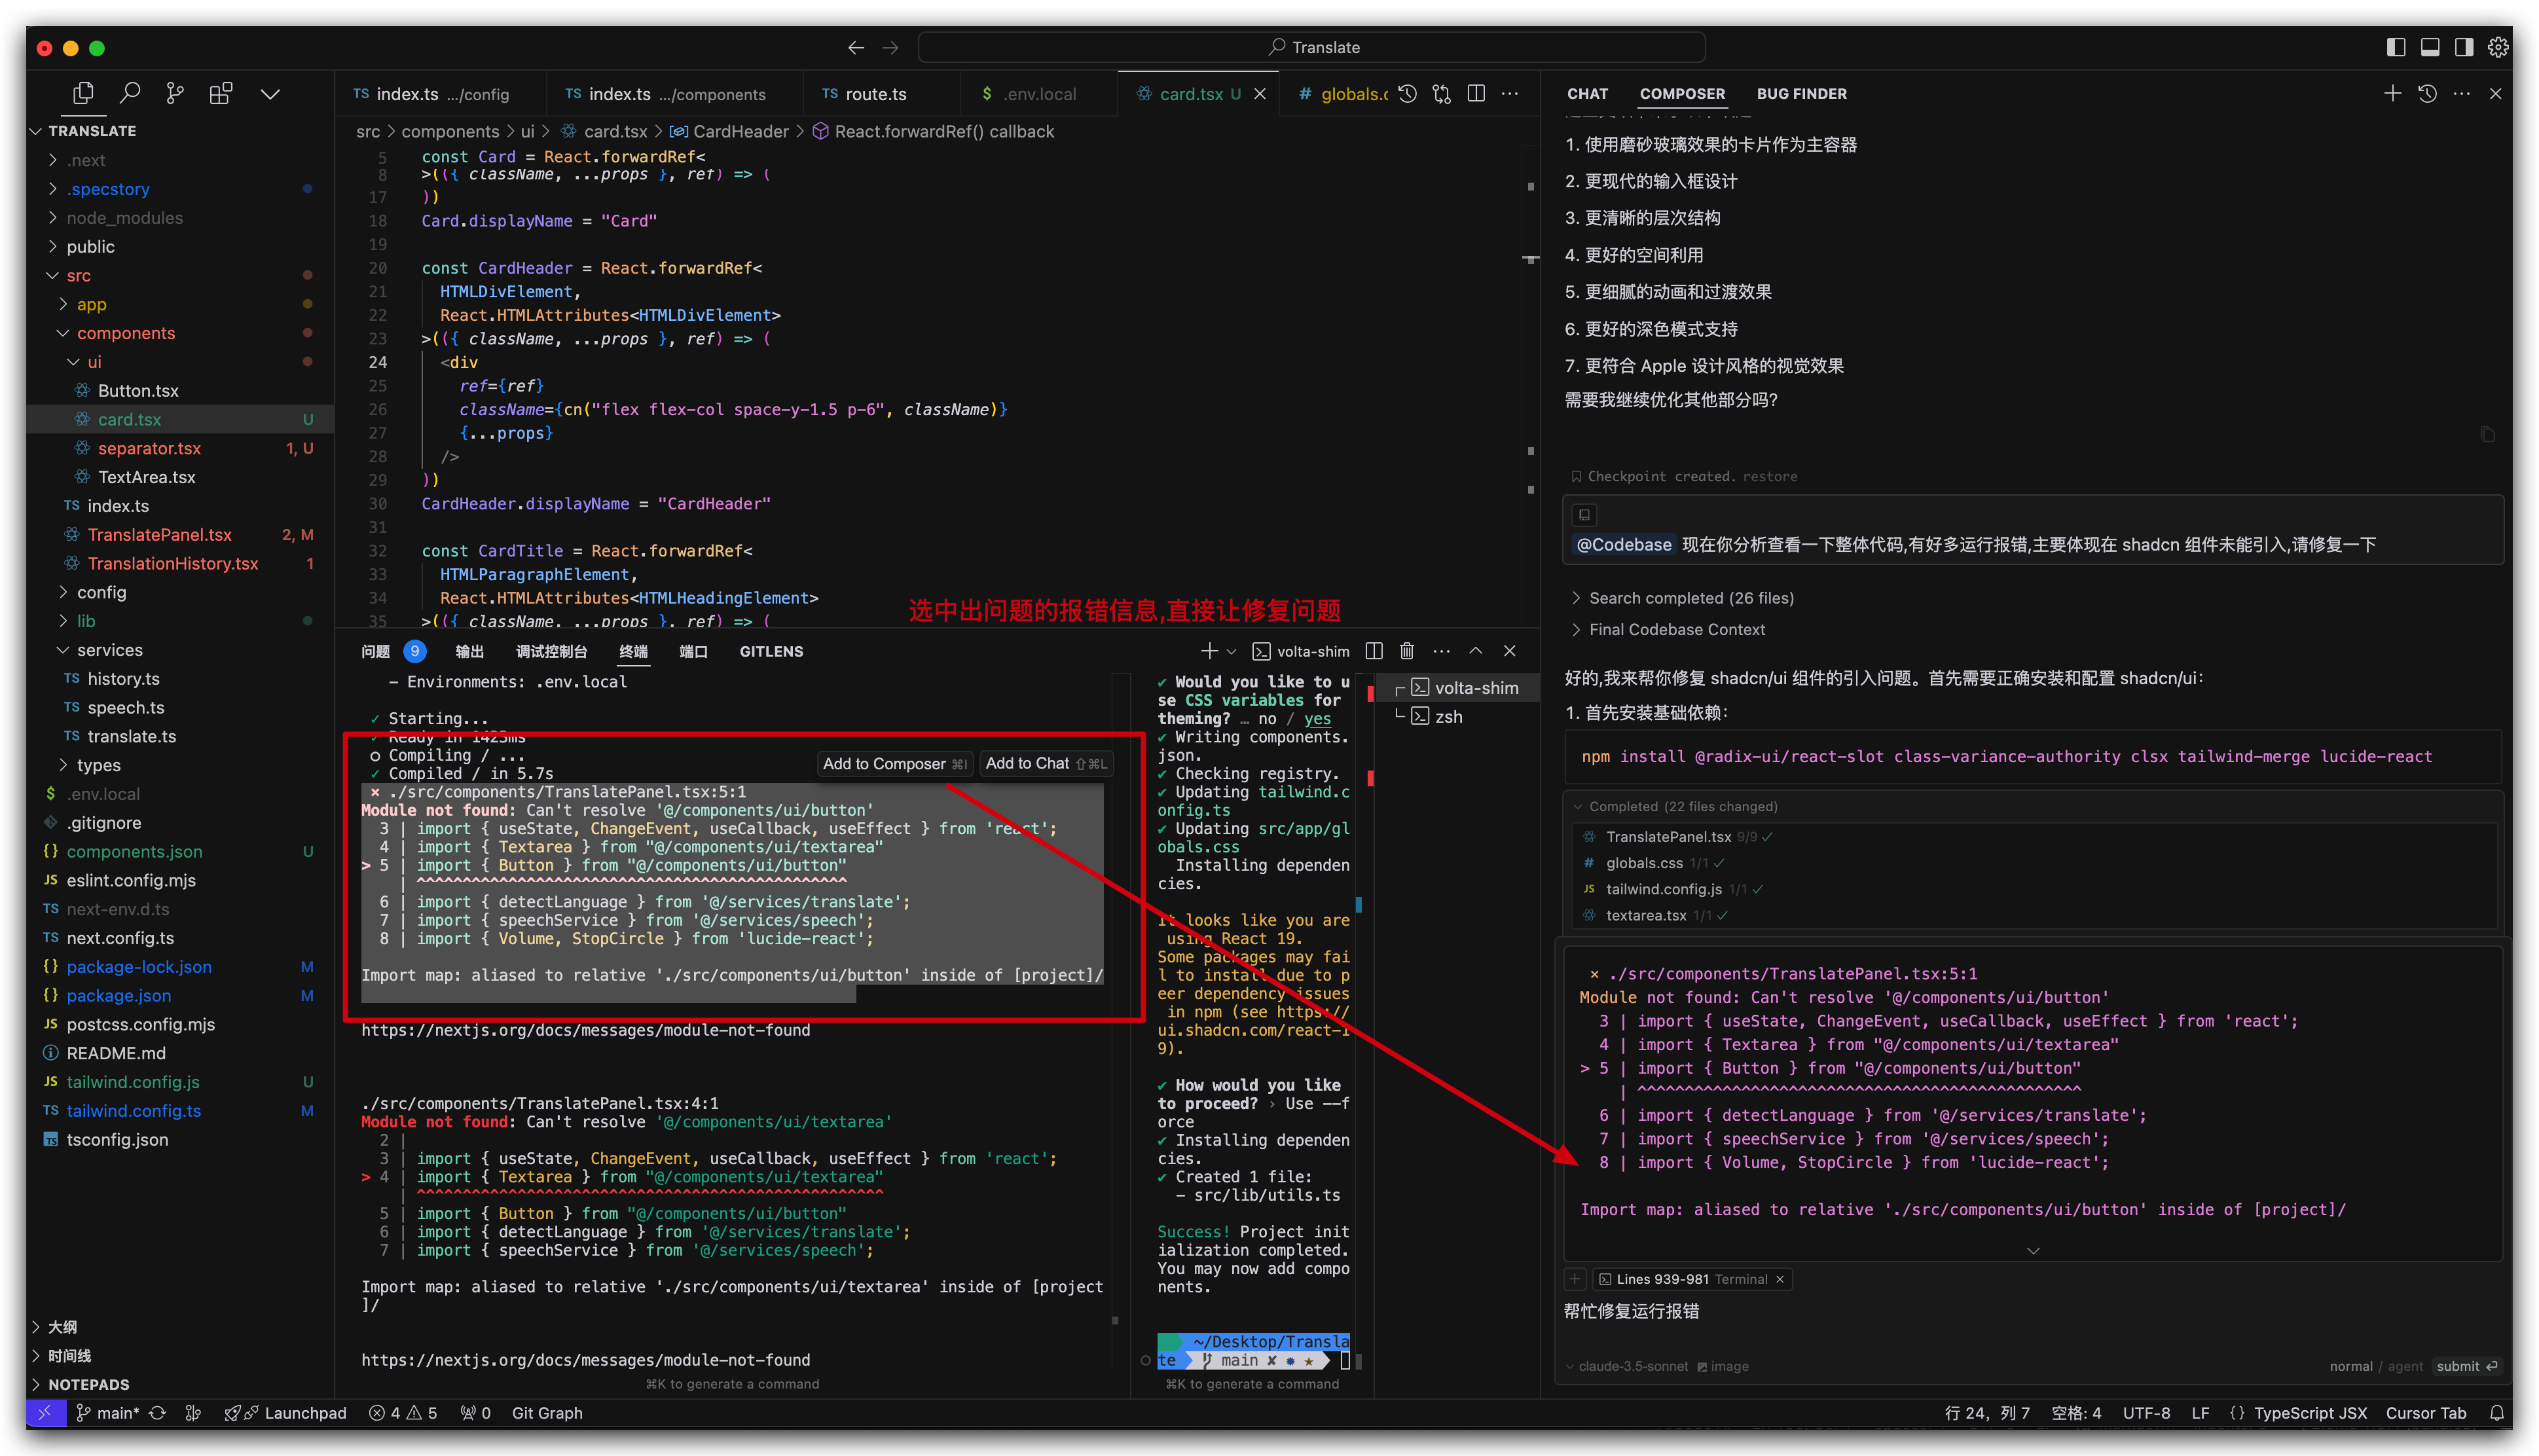 Translate
TRANSLATE
.next
.specstory
node_modules
public
src
app
components
ui
Button.tsx
card.tsx U
separator.tsx 1, U
TextArea.tsx
TS index.ts
TranslatePanel.tsx 2, M
TranslationHistory.tsx 1
config
lib
services
TS history.ts
TS speech.ts
TS translate.ts
types
$ .env.local
.gitignore
{} components.json U
JS eslint.config.mjs
TS next-env.d.ts
TS next.config.ts
{} package-lock.json M
{} package.json M
JS postcss.config.mjs
README.md
JS tailwind.config.js U
TS tailwind.config.ts M
TS tsconfig.json
大纲
时间线
NOTEPADS
TS index.ts .../config
TS index.ts .../components
TS route.ts
$ .env.local
card.tsx U
# globals.c
src > components > ui > card.tsx > CardHeader > React.forwardRef() callback
5 const Card = React.forwardRef<
8 >(({ className, ...props }, ref) => (
17 ))
18 Card.displayName = "Card"
19
20 const CardHeader = React.forwardRef<
21 HTMLDivElement,
22 React.HTMLAttributes<HTMLDivElement>
23 >(({ className, ...props }, ref) => (
24 <div
25 ref={ref}
26 className={cn("flex flex-col space-y-1.5 p-6", className)}
27 {...props}
28 />
29 ))
30 CardHeader.displayName = "CardHeader"
31
32 const CardTitle = React.forwardRef<
33 HTMLParagraphElement,
34 React.HTMLAttributes<HTMLHeadingElement>
35 >(({ className, ...props }, ref) => (
选中出问题的报错信息,直接让修复问题
问题 9 输出 调试控制台 终端 端口 GITLENS
volta-shim
- Environments: .env.local
✓ Starting...
✓ Ready in 1423ms
○ Compiling / ...
✓ Compiled / in 5.7s
Add to Composer ⌘I
Add to Chat ⇧⌘L
⨯ ./src/components/TranslatePanel.tsx:5:1
Module not found: Can't resolve '@/components/ui/button'
3 | import { useState, ChangeEvent, useCallback, useEffect } from 'react';
4 | import { Textarea } from "@/components/ui/textarea"
> 5 | import { Button } from "@/components/ui/button"
| ^^^^^^^^^^^^^^^^^^^^^^^^^^^^^^^^^^^^^^^^^^^^^^^
6 | import { detectLanguage } from '@/services/translate';
7 | import { speechService } from '@/services/speech';
8 | import { Volume, StopCircle } from 'lucide-react';
Import map: aliased to relative './src/components/ui/button' inside of [project]/
https://nextjs.org/docs/messages/module-not-found
./src/components/TranslatePanel.tsx:4:1
Module not found: Can't resolve '@/components/ui/textarea'
2 |
3 | import { useState, ChangeEvent, useCallback, useEffect } from 'react';
> 4 | import { Textarea } from "@/components/ui/textarea"
| ^^^^^^^^^^^^^^^^^^^^^^^^^^^^^^^^^^^^^^^^^^^^^^^^^^^
5 | import { Button } from "@/components/ui/button"
6 | import { detectLanguage } from '@/services/translate';
7 | import { speechService } from '@/services/speech';
Import map: aliased to relative './src/components/ui/textarea' inside of [project
]/
https://nextjs.org/docs/messages/module-not-found
⌘K to generate a command
✔ Would you like to u
se CSS variables for
theming? … no / yes
✔ Writing components.
json.
✔ Checking registry.
✔ Updating tailwind.c
onfig.ts
✔ Updating src/app/gl
obals.css
Installing dependen
cies.
It looks like you are
using React 19.
Some packages may fai
l to install due to p
eer dependency issues
in npm (see https://
ui.shadcn.com/react-1
9).
✔ How would you like
to proceed? › Use --f
orce
✔ Installing dependen
cies.
✔ Created 1 file:
- src/lib/utils.ts
Success! Project init
ialization completed.
You may now add compo
nents.
~/Desktop/Transla
te main ✘ ✹ ★
⌘K to generate a command
volta-shim
zsh
CHAT COMPOSER BUG FINDER
1. 使用磨砂玻璃效果的卡片作为主容器
2. 更现代的输入框设计
3. 更清晰的层次结构
4. 更好的空间利用
5. 更细腻的动画和过渡效果
6. 更好的深色模式支持
7. 更符合 Apple 设计风格的视觉效果
需要我继续优化其他部分吗?
Checkpoint created. restore
@Codebase 现在你分析查看一下整体代码,有好多运行报错,主要体现在 shadcn 组件未能引入,请修复一下
Search completed (26 files)
Final Codebase Context
好的,我来帮你修复 shadcn/ui 组件的引入问题。首先需要正确安装和配置 shadcn/ui:
1. 首先安装基础依赖:
npm install @radix-ui/react-slot class-variance-authority clsx tailwind-merge lucide-react
Completed (22 files changed)
TranslatePanel.tsx 9/9 ✓
# globals.css 1/1 ✓
JS tailwind.config.js 1/1 ✓
textarea.tsx 1/1 ✓
⨯ ./src/components/TranslatePanel.tsx:5:1
Module not found: Can't resolve '@/components/ui/button'
3 | import { useState, ChangeEvent, useCallback, useEffect } from 'react';
4 | import { Textarea } from "@/components/ui/textarea"
> 5 | import { Button } from "@/components/ui/button"
| ^^^^^^^^^^^^^^^^^^^^^^^^^^^^^^^^^^^^^^^^^^^^^^^
6 | import { detectLanguage } from '@/services/translate';
7 | import { speechService } from '@/services/speech';
8 | import { Volume, StopCircle } from 'lucide-react';
Import map: aliased to relative './src/components/ui/button' inside of [project]/
Lines 939-981 Terminal ×
帮忙修复运行报错
claude-3.5-sonnet image
normal / agent submit ↵
main* Launchpad 4 5 0 Git Graph
行 24, 列 7 空格: 4 UTF-8 LF {} TypeScript JSX Cursor Tab